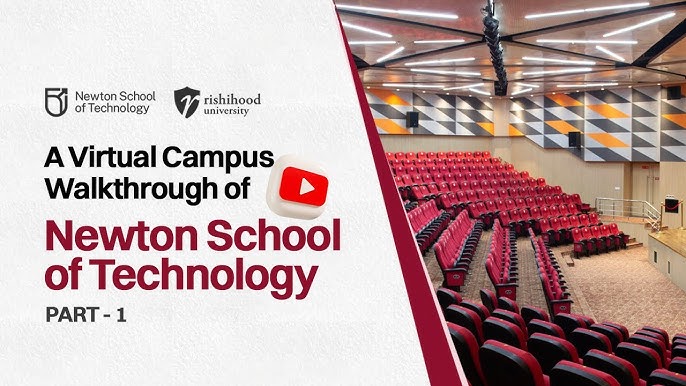 Newton School
of Technology
rishihood
university
A Virtual Campus
Walkthrough of
Newton School
of Technology
PART - 1